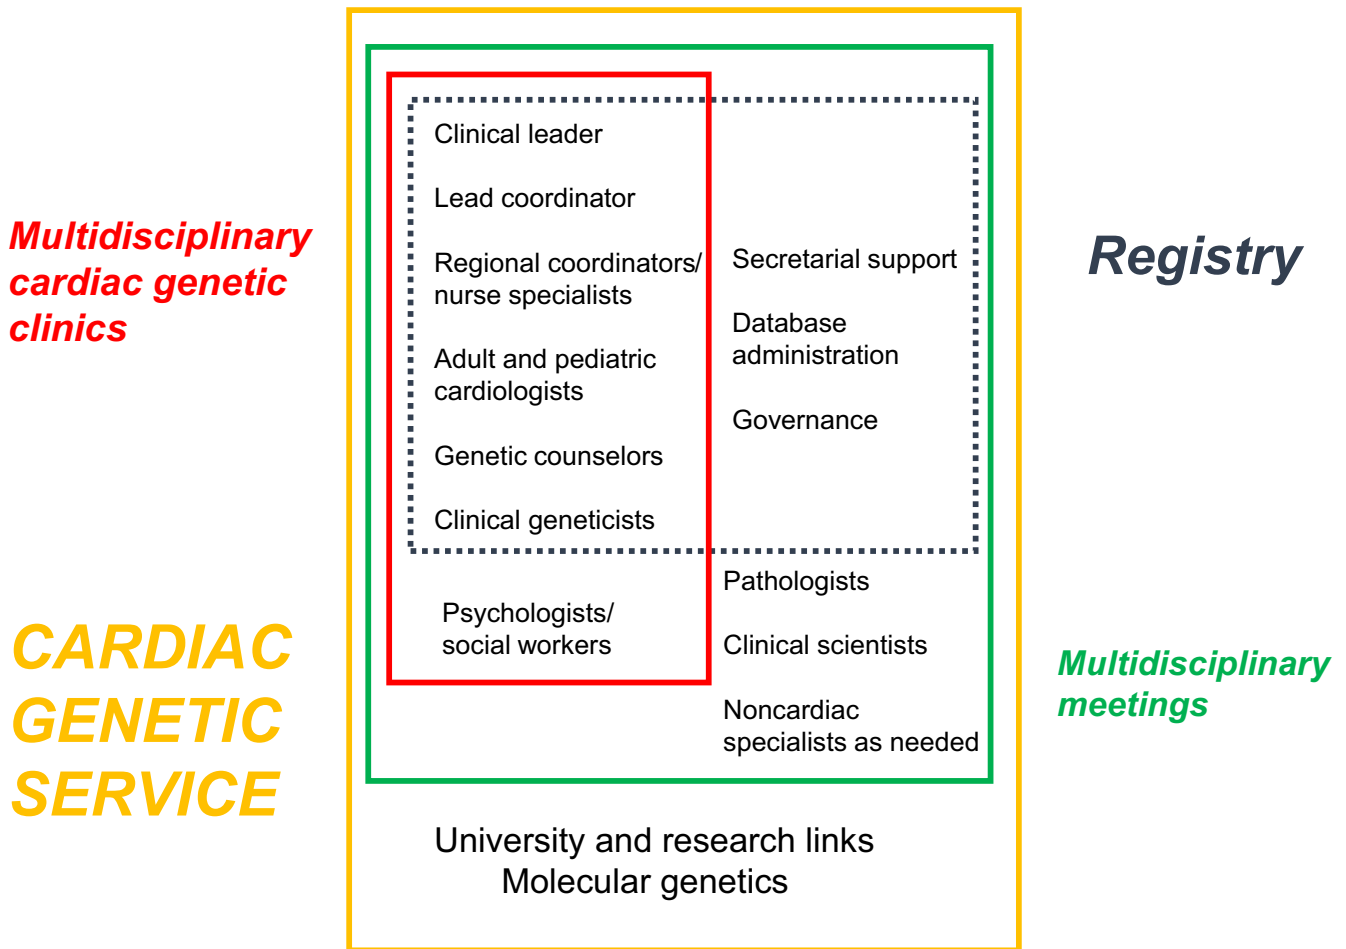 Multidisciplinary
cardiac genetic
clinics
CARDIAC
GENETIC
SERVICE
Clinical leader
Lead coordinator
Regional coordinators/
nurse specialists
Adult and pediatric
cardiologists
Genetic counselors
Clinical geneticists
Psychologists/
social workers
Secretarial support
Database
administration
Governance
Pathologists
Clinical scientists
Noncardiac
specialists as needed
University and research links
Molecular genetics
Registry
Multidisciplinary
meetings